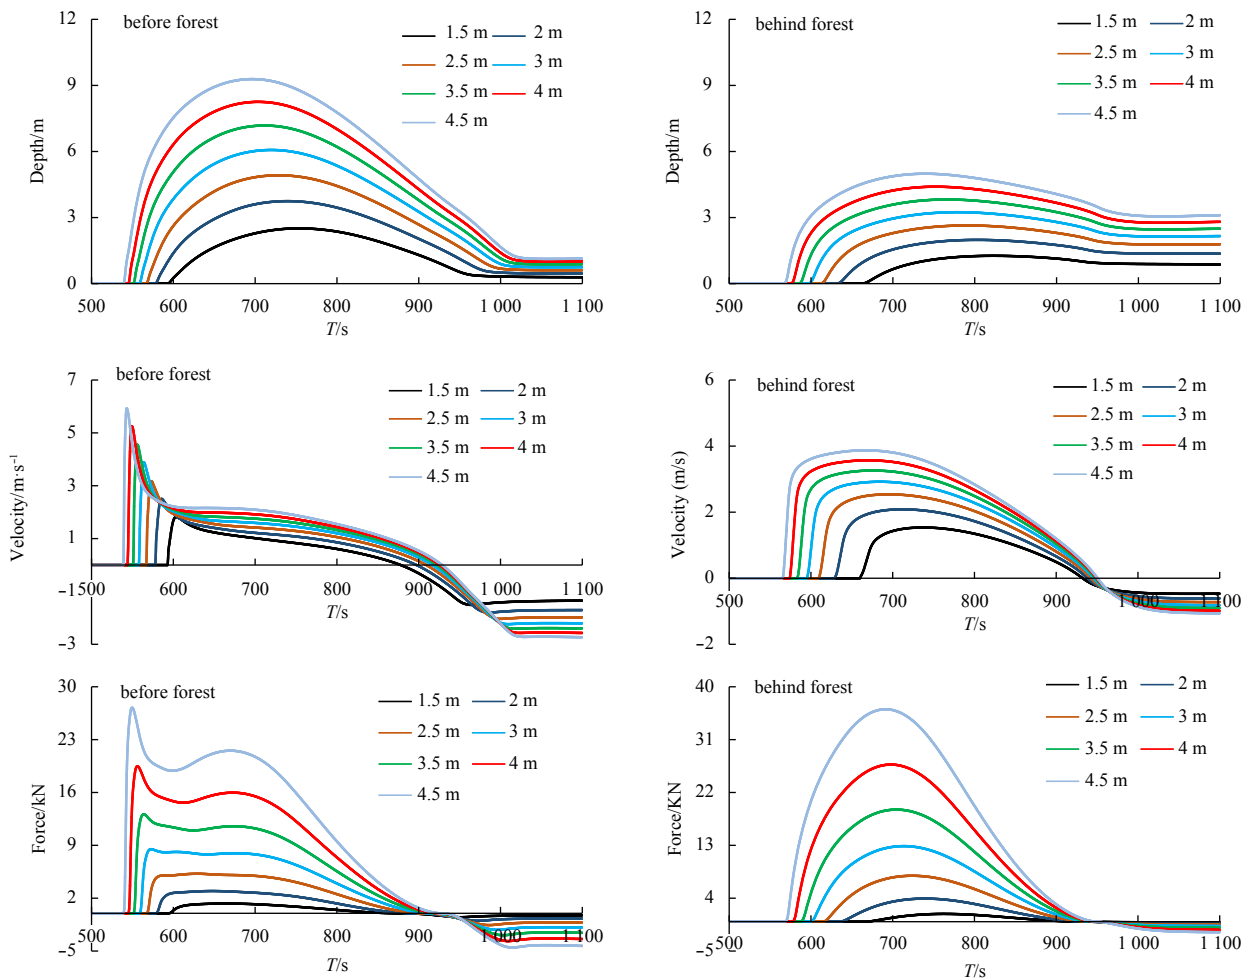 before forest
12
9
6
3
0
Depth/m
1.5 m
2 m
2.5 m
3 m
3.5 m
4 m
4.5 m
500 600 700 800 900 1 000 1 100
T/s
behind forest
12
9
6
3
0
Depth/m
1.5 m
2 m
2.5 m
3 m
3.5 m
4 m
4.5 m
500 600 700 800 900 1 000 1 100
T/s
before forest
7
5
3
1
-1
-3
Velocity/m·s⁻¹
1.5 m
2 m
2.5 m
3 m
3.5 m
4 m
4.5 m
500 600 700 800 900 1 000 1 100
T/s
behind forest
6
4
2
0
-2
Velocity (m/s)
1.5 m
2 m
2.5 m
3 m
3.5 m
4 m
4.5 m
500 600 700 800 900 1 000 1 100
T/s
before forest
30
23
16
9
2
-5
Force/kN
1.5 m
2 m
2.5 m
3 m
3.5 m
4 m
4.5 m
500 600 700 800 900 1 000 1 100
T/s
behind forest
40
31
22
13
4
-5
Force/KN
1.5 m
2 m
2.5 m
3 m
3.5 m
4 m
4.5 m
500 600 700 800 900 1 000 1 100
T/s